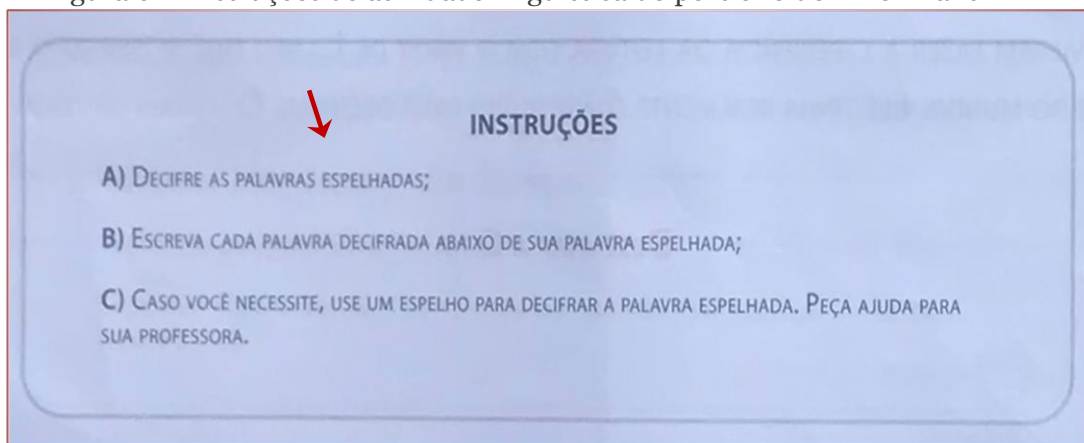 INSTRUÇÕES
A) DECIFRE AS PALAVRAS ESPELHADAS;
B) ESCREVA CADA PALAVRA DECIFRADA ABAIXO DE SUA PALAVRA ESPELHADA;
C) CASO VOCÊ NECESSITE, USE UM ESPELHO PARA DECIFRAR A PALAVRA ESPELHADA. PEÇA AJUDA PARA
SUA PROFESSORA.